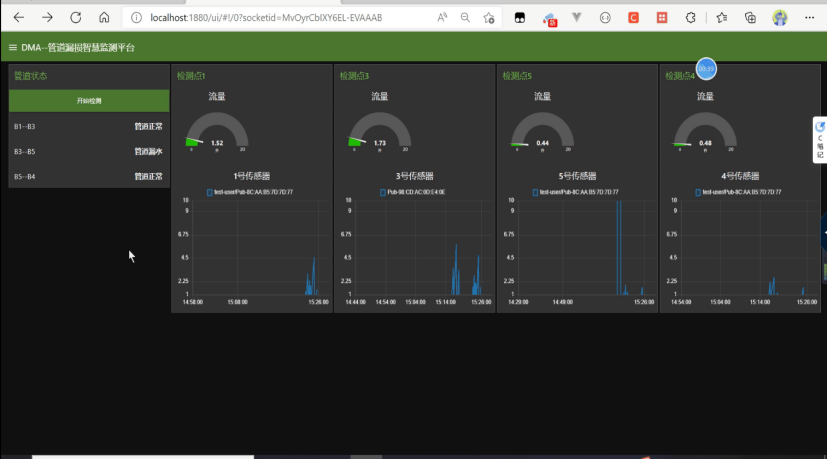 localhost:1880/ui/#!/0?socketid=MvOyrCbIXY6EL-EVAAAB
DMA--管道漏损智慧监测平台
管道状态
开始检测
B1--B3 管道正常
B3--B5 管道漏水
B5--B4 管道正常
检测点1
流量
1.52
0 20
1号传感器
test-user/Pub-8C:AA:B5:7D:7D:77
10
9
6.75
4.5
2.25
1
14:58:00 15:08:00 15:26:00
检测点3
流量
1.73
0 20
3号传感器
Pub-98:CD:AC:0D:E4:0E
10
9
6.75
4.5
2.25
1
14:44:00 14:54:00 15:04:00 15:14:00 15:26:00
检测点5
流量
0.44
0 20
5号传感器
test-user/Pub-8C:AA:B5:7D:7D:77
10
9
6.75
4.5
2.25
1
14:29:00 14:49:00 15:26:00
检测点4
流量
0.48
0 20
4号传感器
test-user/Pub-8C:AA:B5:7D:7D:77
10
9
6.75
4.5
2.25
1
14:54:00 15:04:00 15:14:00 15:20:00
C
笔
记